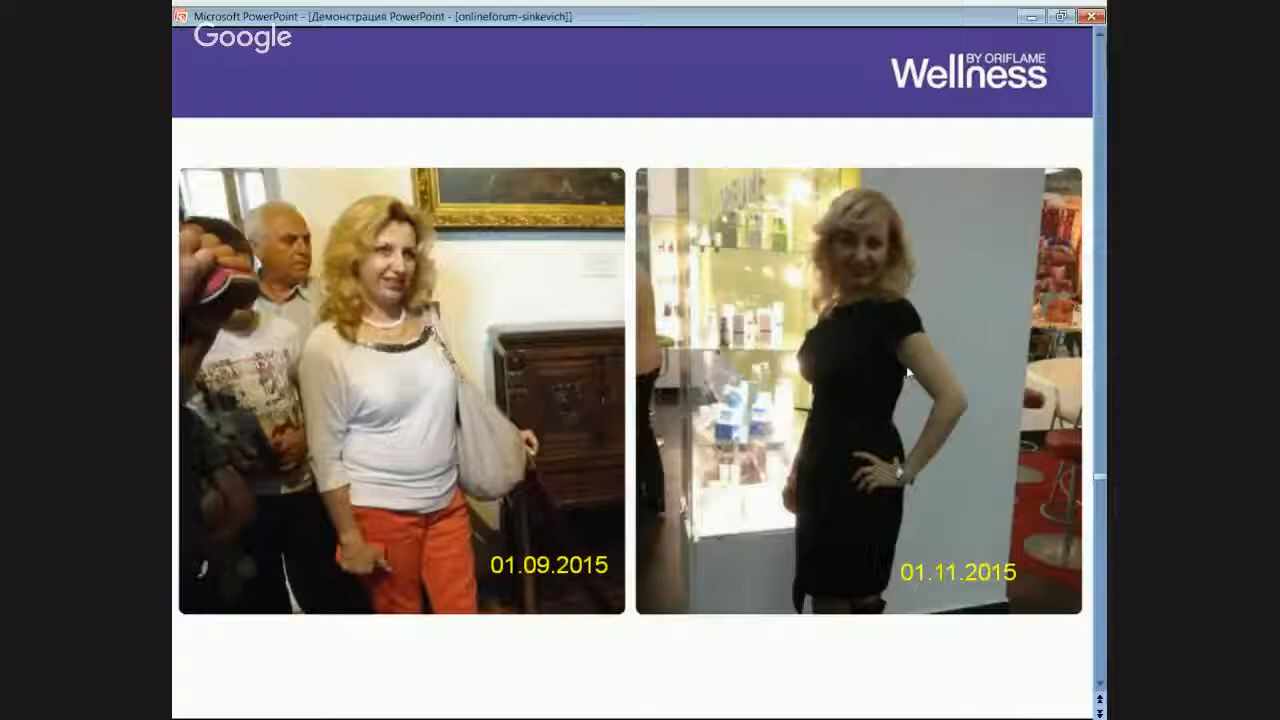 Microsoft PowerPoint - [Демонстрация PowerPoint - [onlineforum-sinkevich]]
Google
BY ORIFLAME
Wellness
01.09.2015
01.11.2015